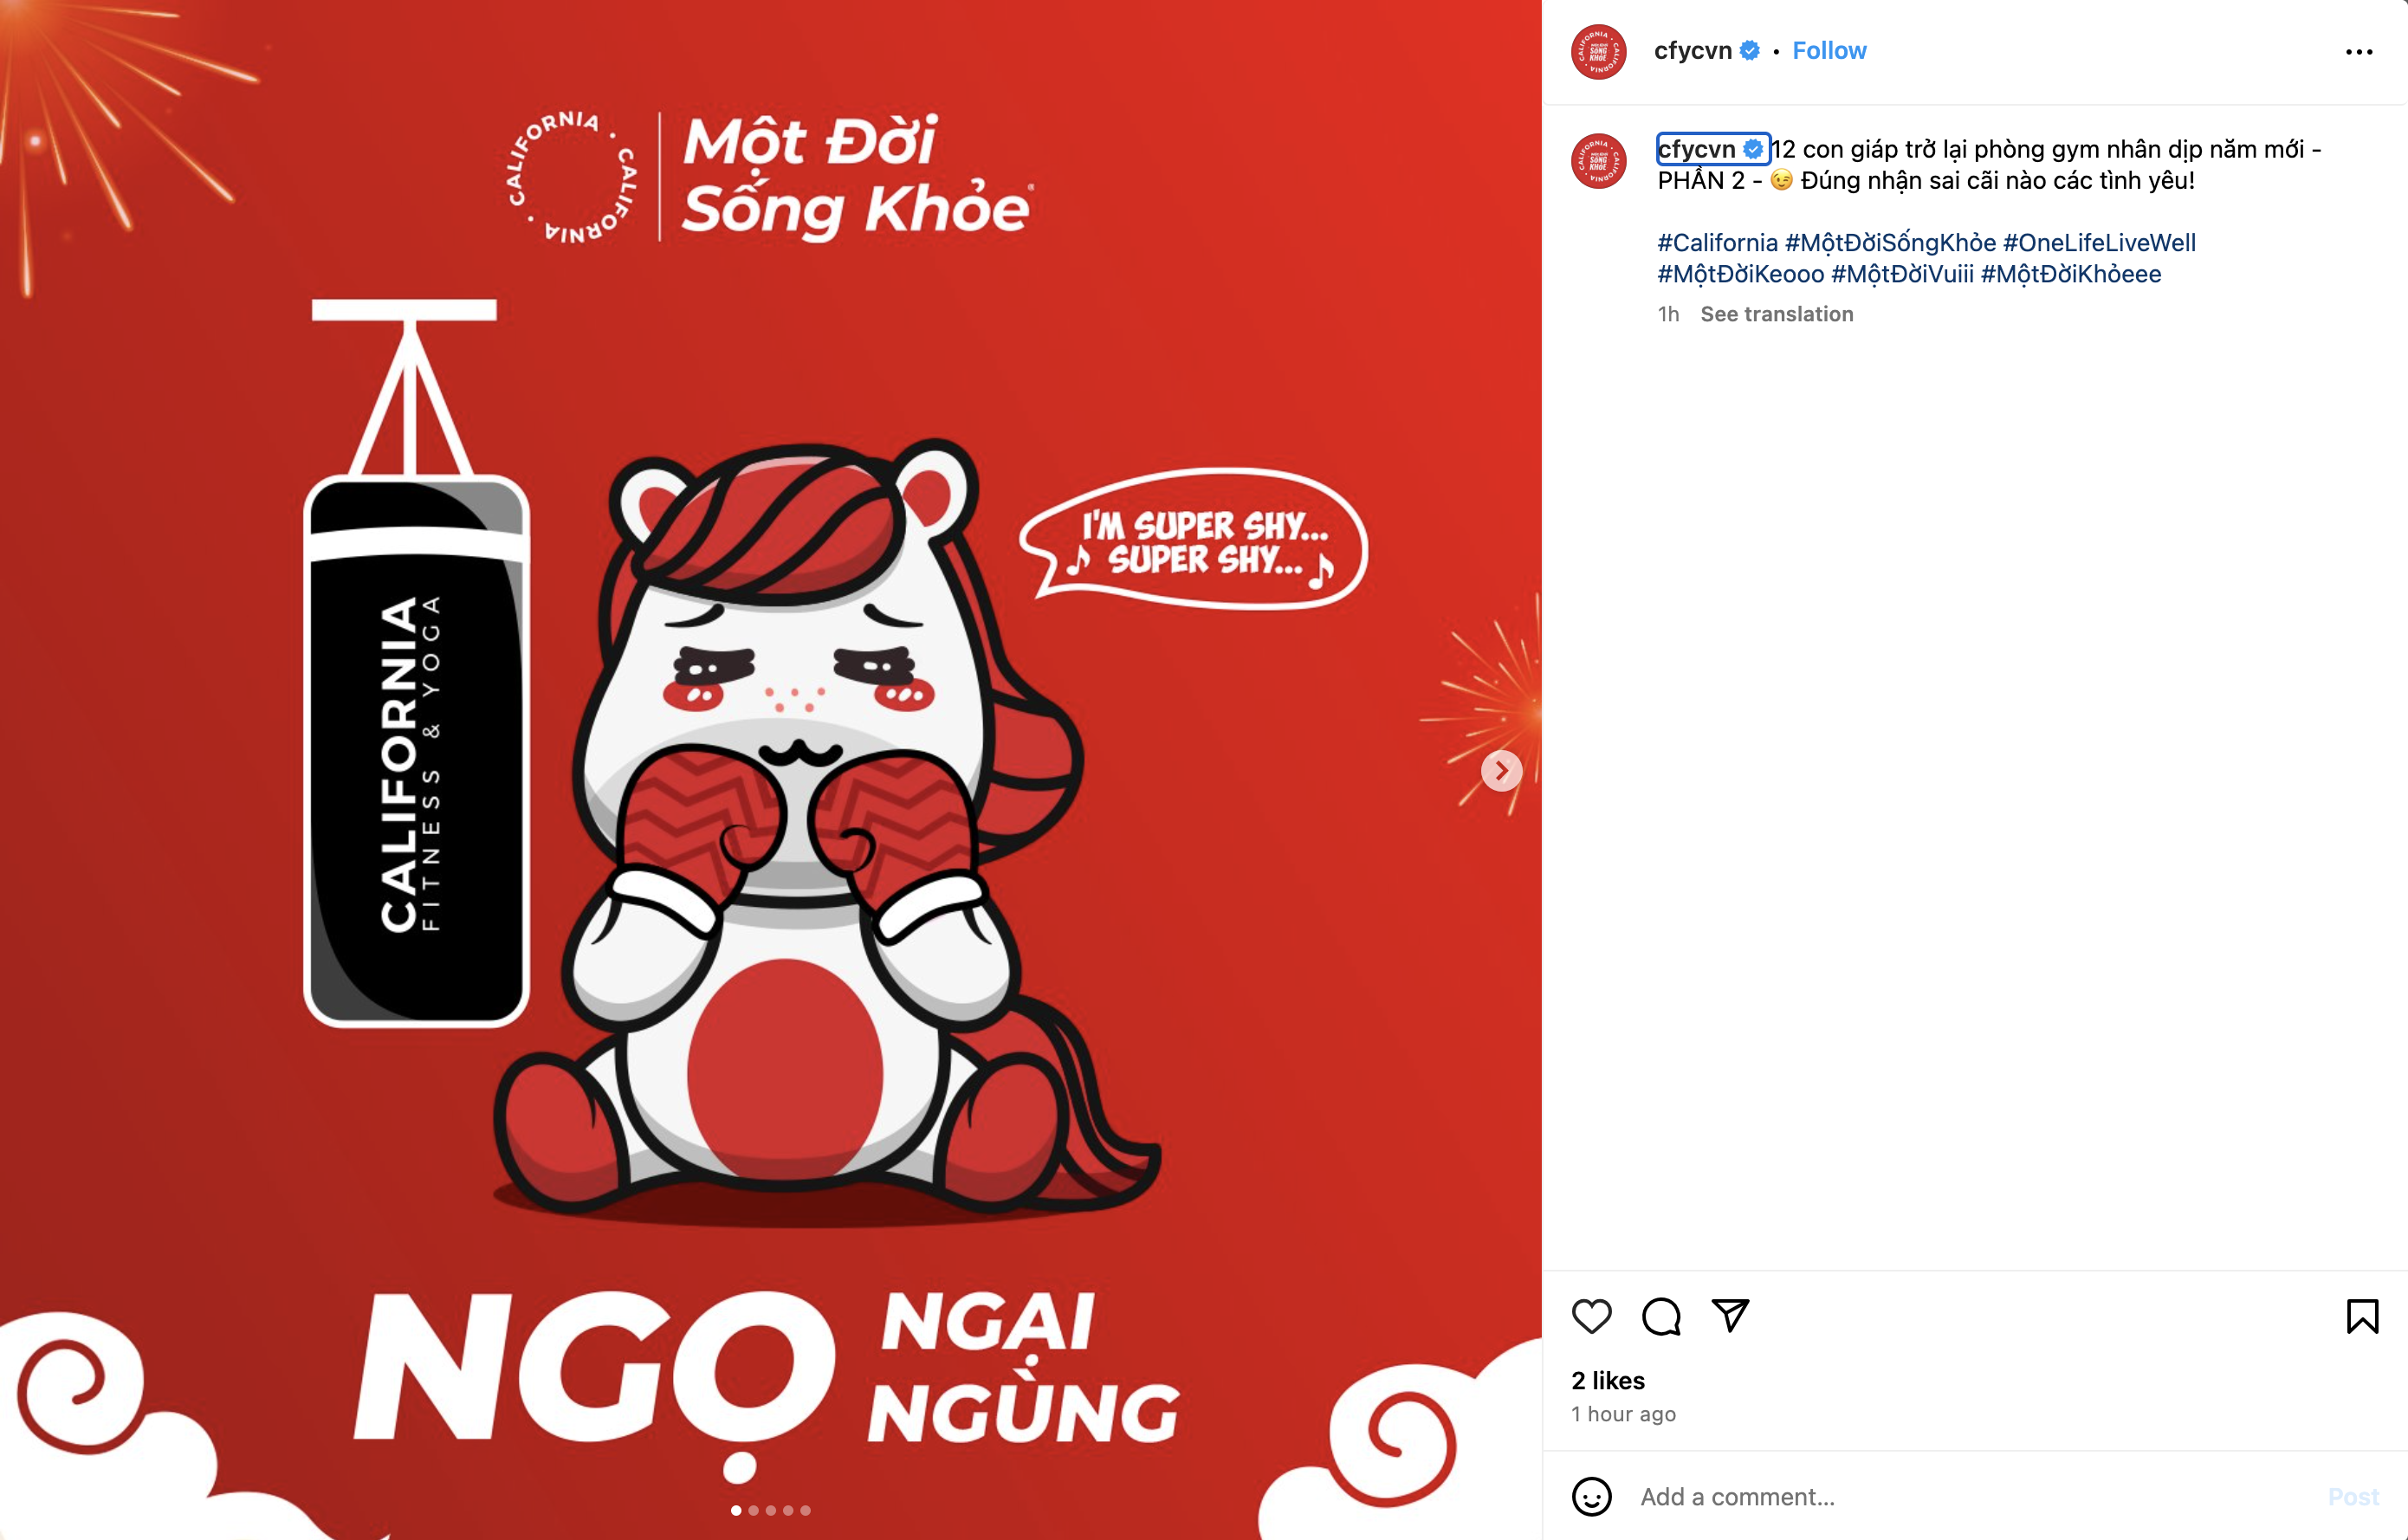 CALIFORNIA · CALIFORNIA · CALIFORNIA ·
Một Đời
Sống Khỏe
I'M SUPER SHY...
SUPER SHY...
CALIFORNIA
FITNESS & YOGA
NGỌ
NGẠI
NGÙNG
cfycvn • Follow
cfycvn 12 con giáp trở lại phòng gym nhân dịp năm mới -
PHẦN 2 - 😉 Đúng nhận sai cãi nào các tình yêu!
#California #MộtĐờiSốngKhỏe #OneLifeLiveWell
#MộtĐờiKeooo #MộtĐờiVuiii #MộtĐờiKhỏeee
1h See translation
2 likes
1 hour ago
Add a comment...
Post